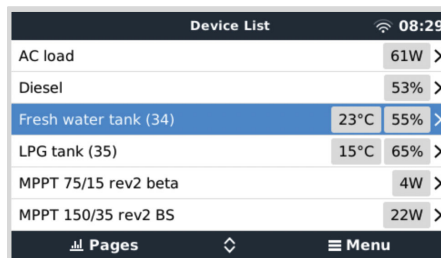 Device List 08:29
AC load 61W
Diesel 53%
Fresh water tank (34) 23°C 55%
LPG tank (35) 15°C 65%
MPPT 75/15 rev2 beta 4W
MPPT 150/35 rev2 BS 22W
Pages Menu